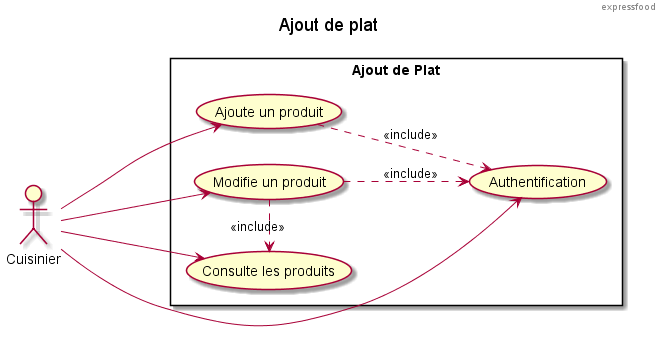 expressfood
Ajout de plat
Ajout de Plat
Ajoute un produit
«include»
Modifie un produit
«include»
Authentification
«include»
Consulte les produits
Cuisinier